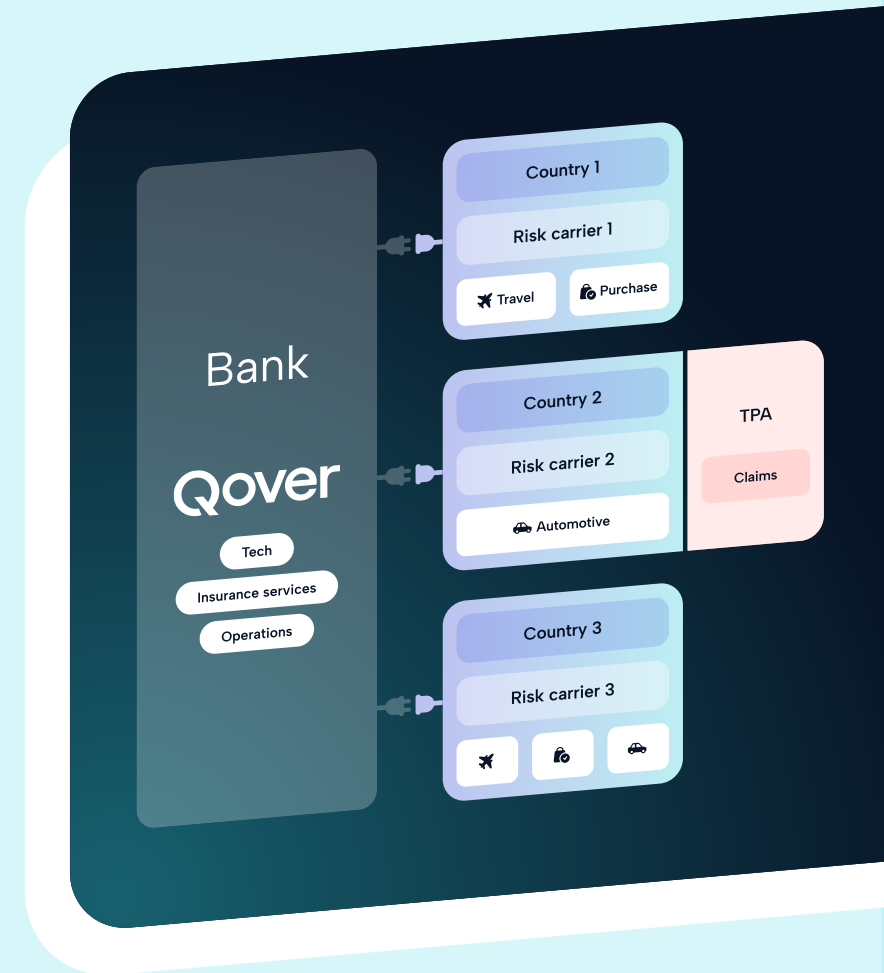 Bank
Qover
Tech
Insurance services
Operations
Country 1
Risk carrier 1
Travel
Purchase
Country 2
Risk carrier 2
Automotive
TPA
Claims
Country 3
Risk carrier 3